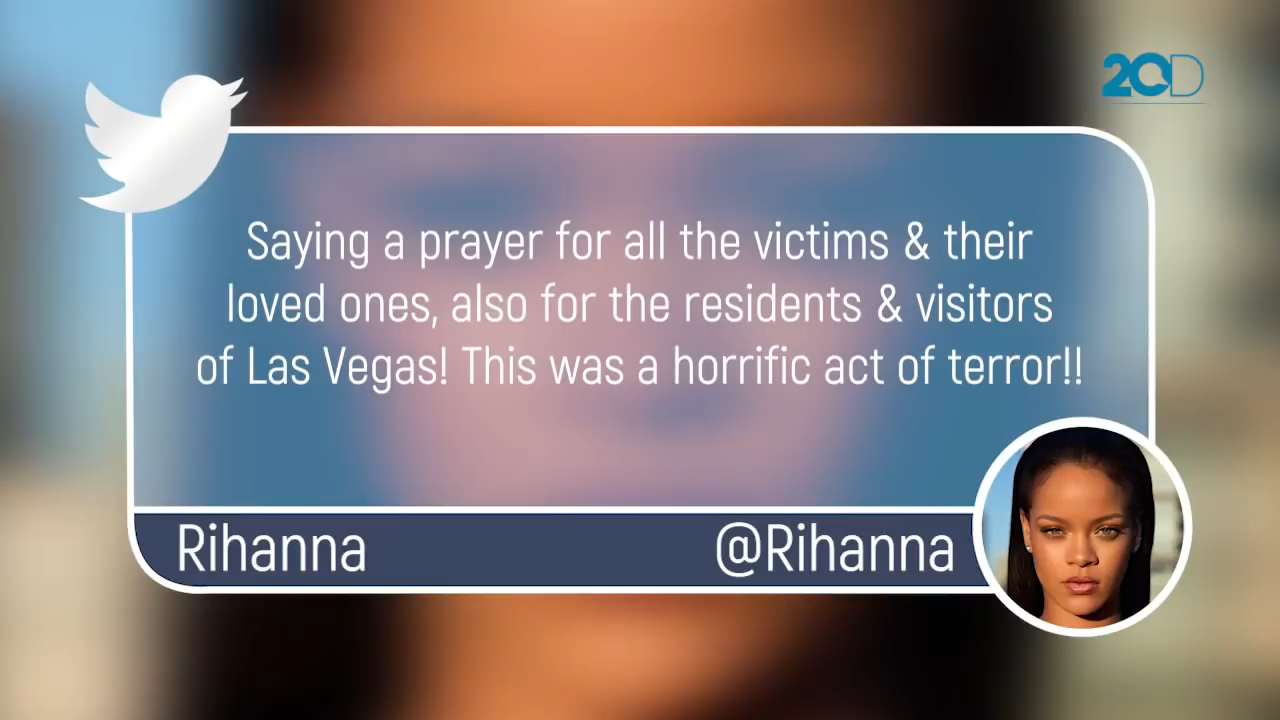 20D
Saying a prayer for all the victims & their
loved ones, also for the residents & visitors
of Las Vegas! This was a horrific act of terror!!
Rihanna
@Rihanna